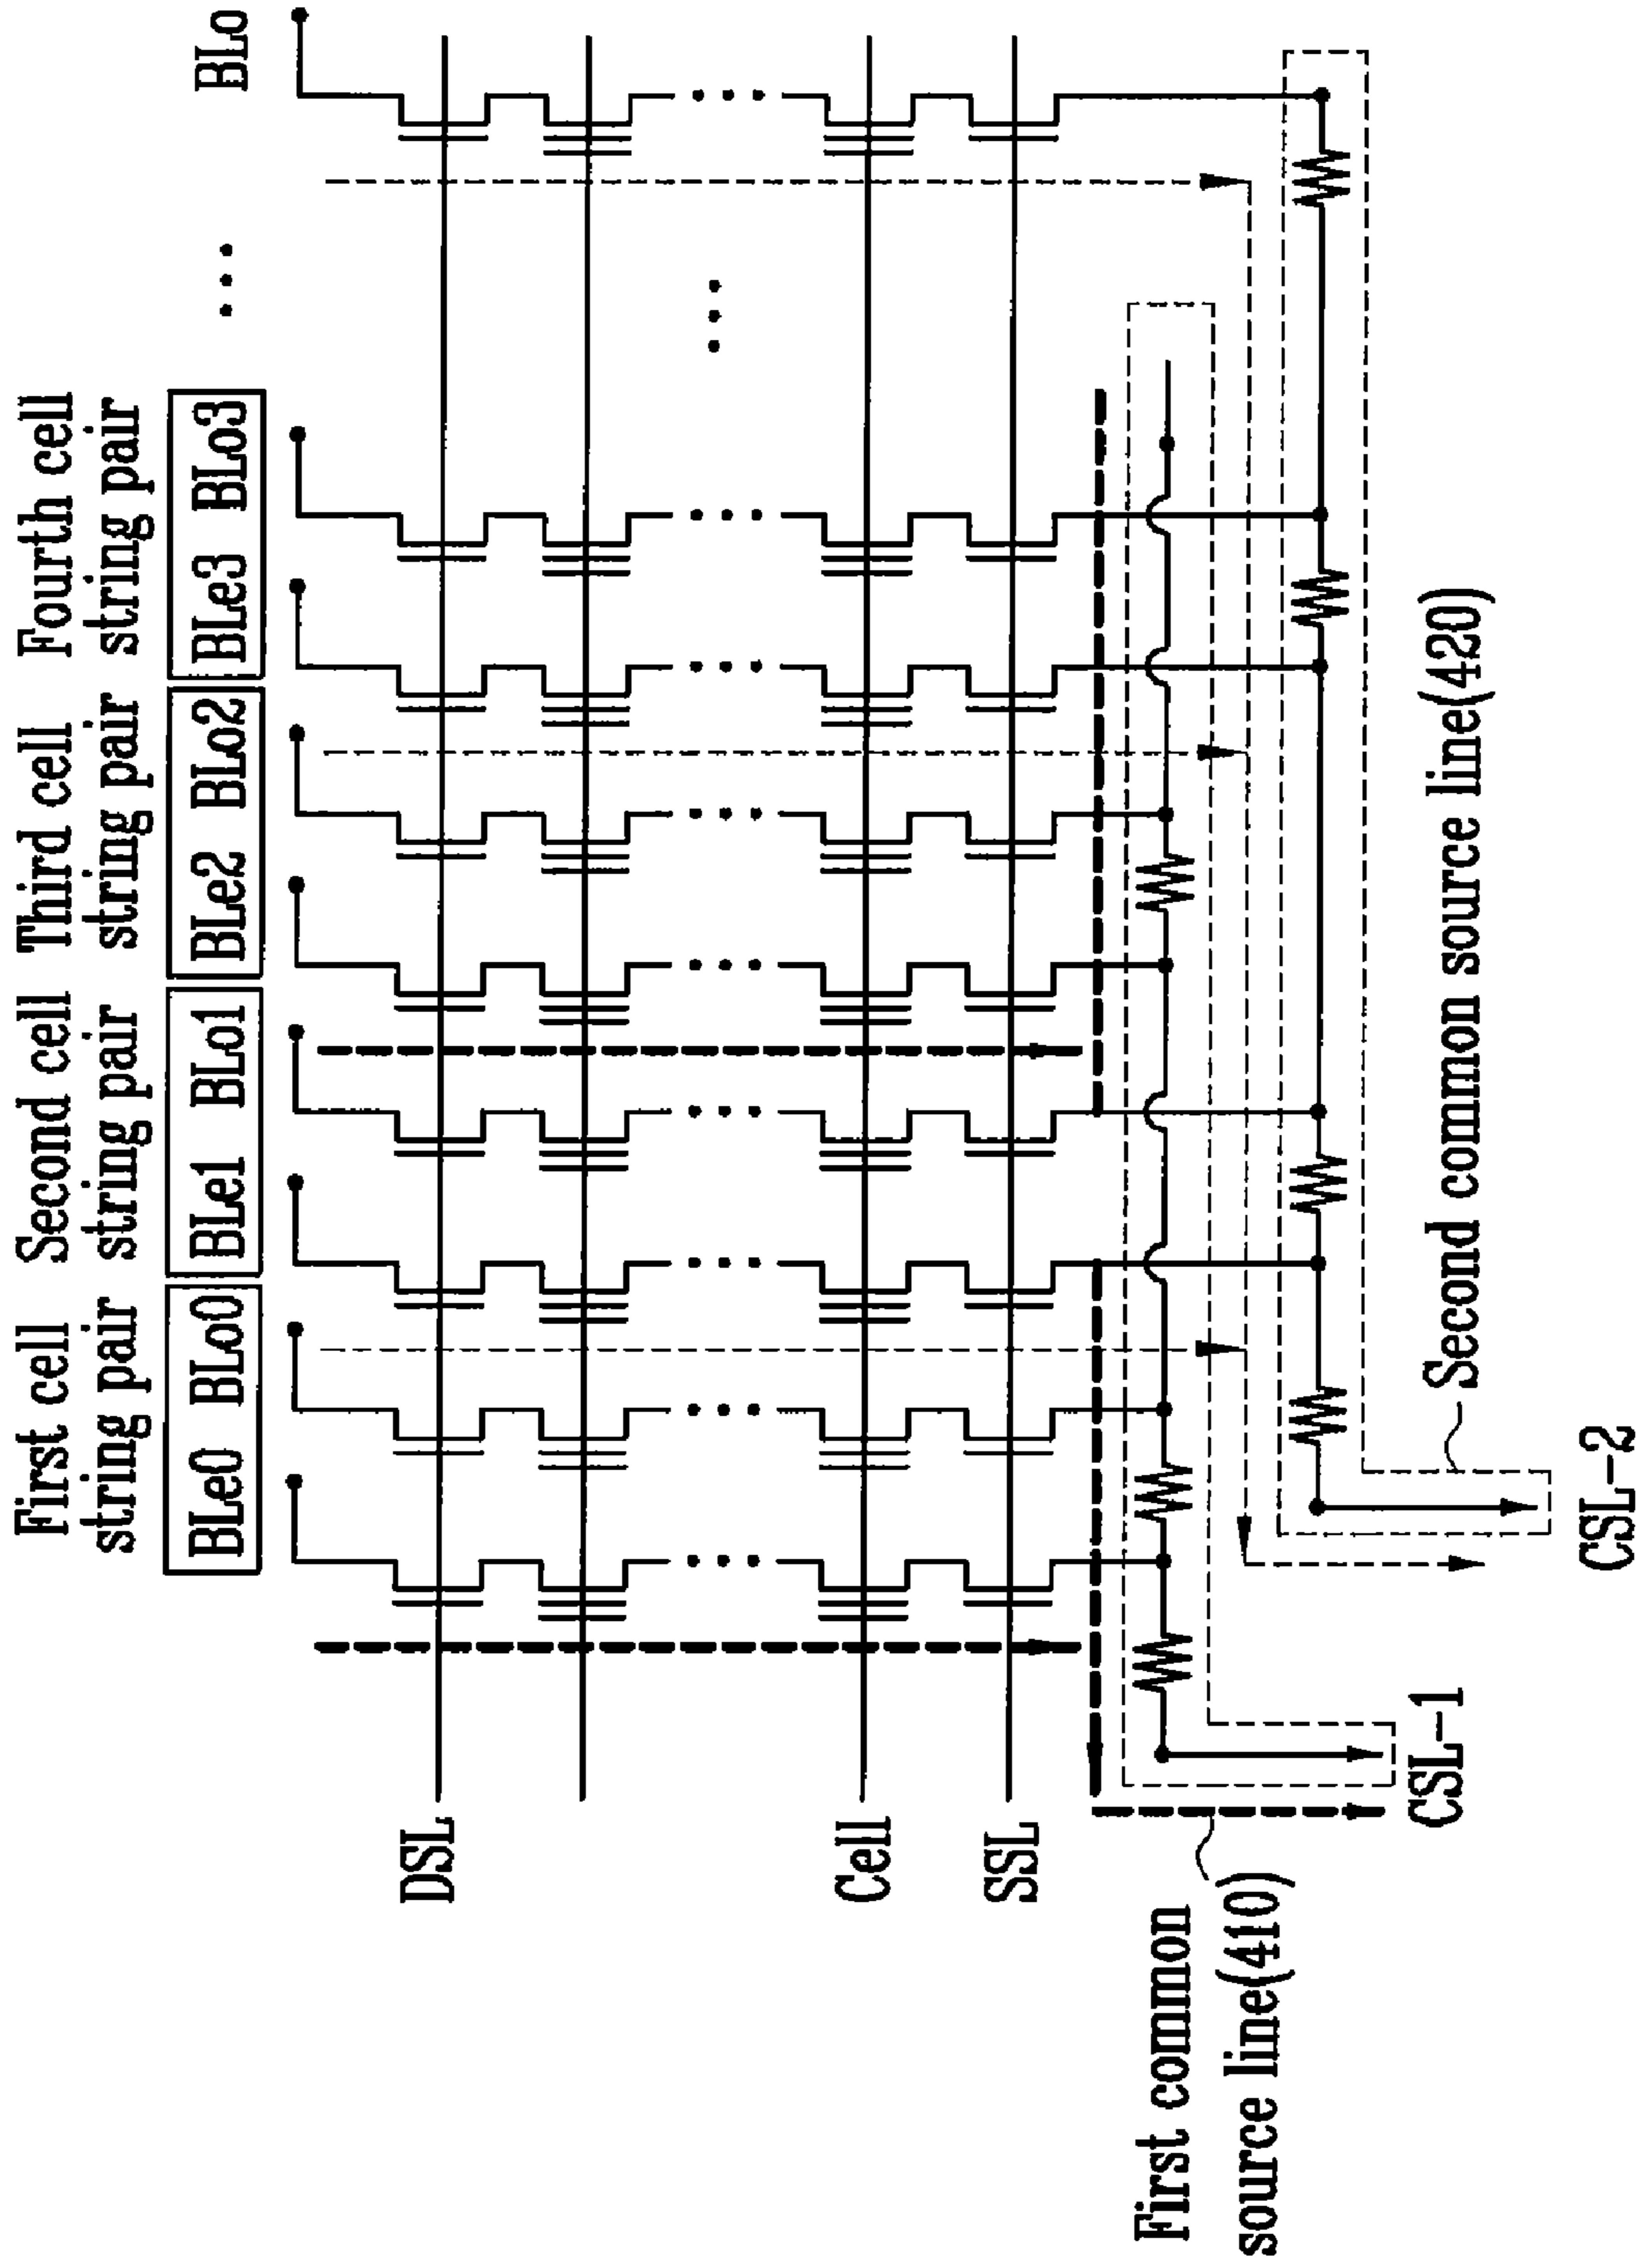 First cell
string pair
Second cell
string pair
Third cell
string pair
Fourth cell
string pair
BLe0 BLo0
BLe1 BLo1
BLe2 BLo2
BLe3 BLo3
BLo
DSL
Cell
SSL
First common
source line(410)
CSL-1
Second common source line(420)
CSL-2